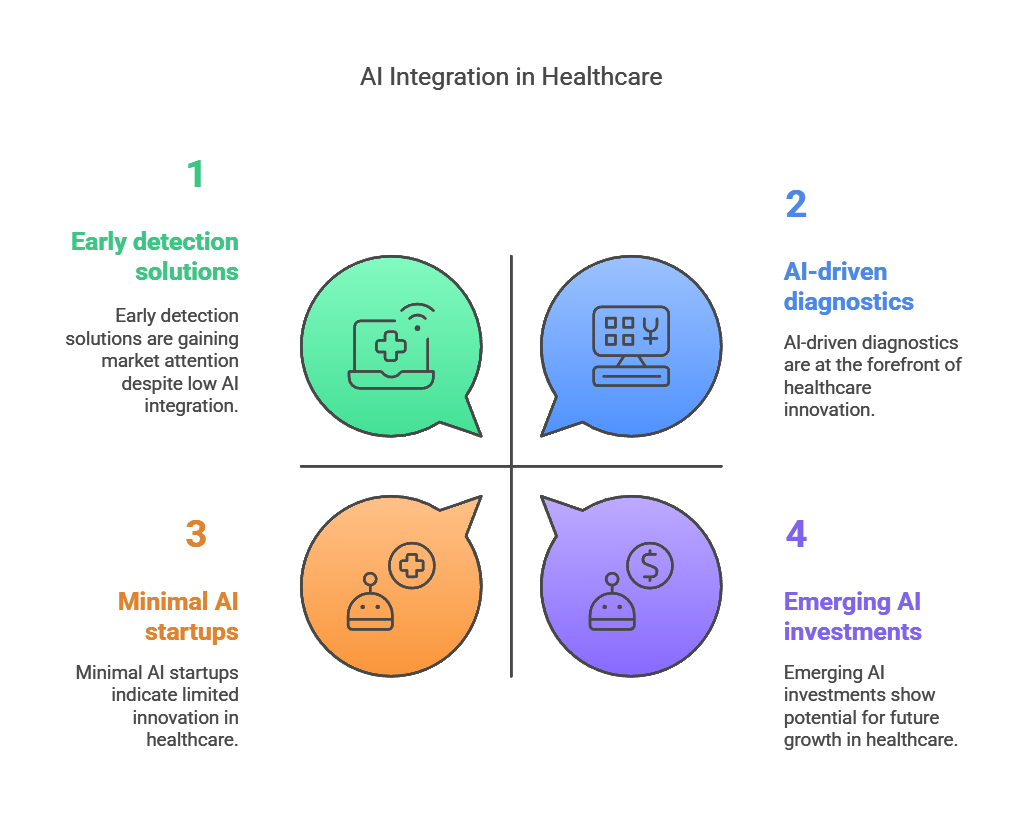 AI Integration in Healthcare
1
Early detection
solutions
Early detection
solutions are gaining
market attention
despite low AI
integration.
2
AI-driven
diagnostics
AI-driven diagnostics
are at the forefront of
healthcare
innovation.
3
Minimal AI
startups
Minimal AI startups
indicate limited
innovation in
healthcare.
4
Emerging AI
investments
Emerging AI
investments show
potential for future
growth in healthcare.